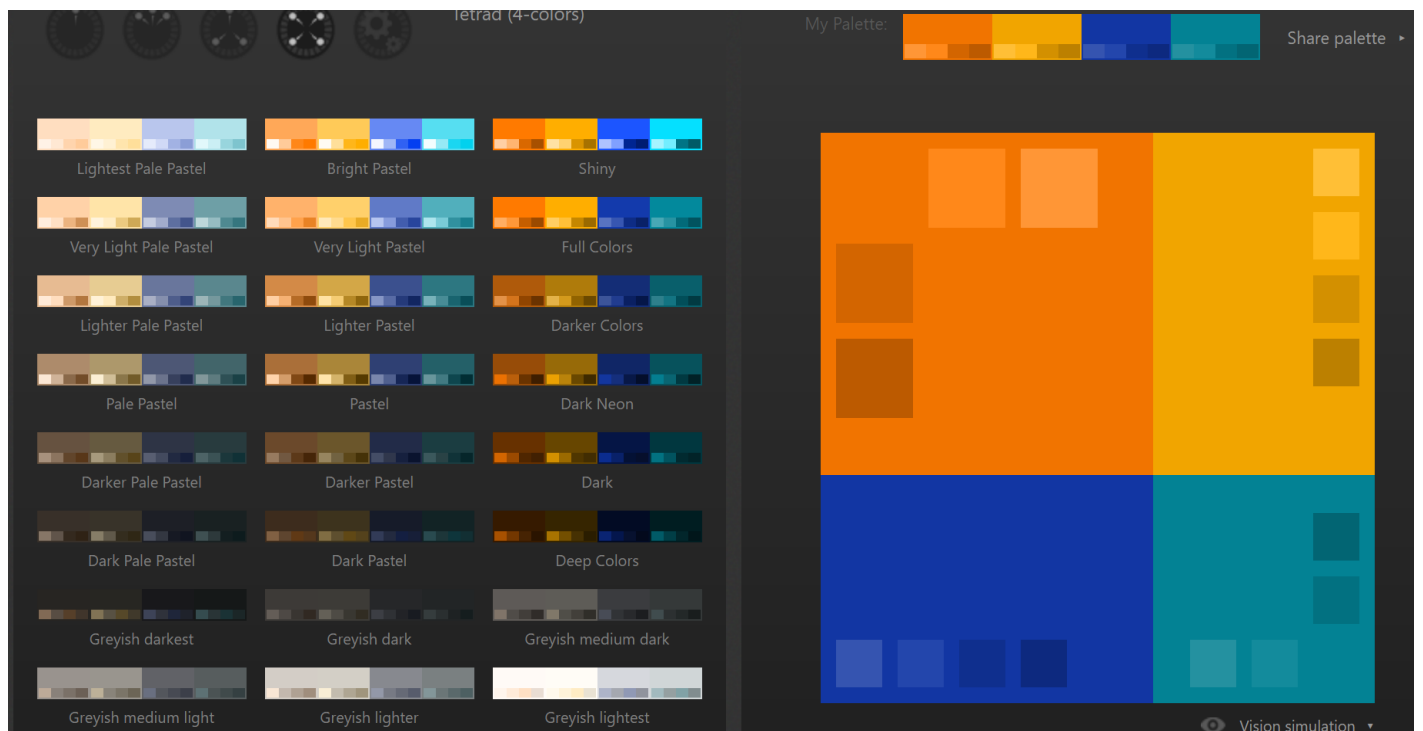 Tetrad (4-colors)
My Palette:
Share palette
Lightest Pale Pastel
Bright Pastel
Shiny
Very Light Pale Pastel
Very Light Pastel
Full Colors
Lighter Pale Pastel
Lighter Pastel
Darker Colors
Pale Pastel
Pastel
Dark Neon
Darker Pale Pastel
Darker Pastel
Dark
Dark Pale Pastel
Dark Pastel
Deep Colors
Greyish darkest
Greyish dark
Greyish medium dark
Greyish medium light
Greyish lighter
Greyish lightest
Vision simulation